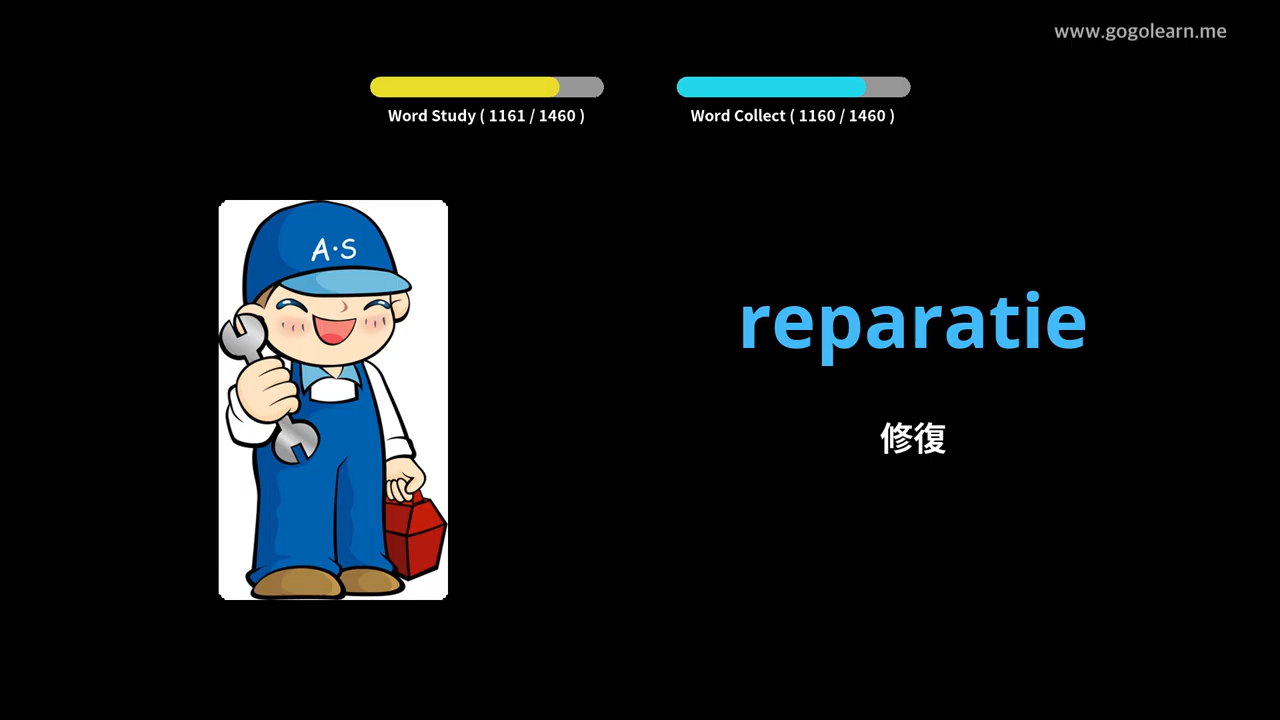 www.gogolearn.me
Word Study ( 1161 / 1460 )
Word Collect ( 1160 / 1460 )
A·S
reparatie
修復